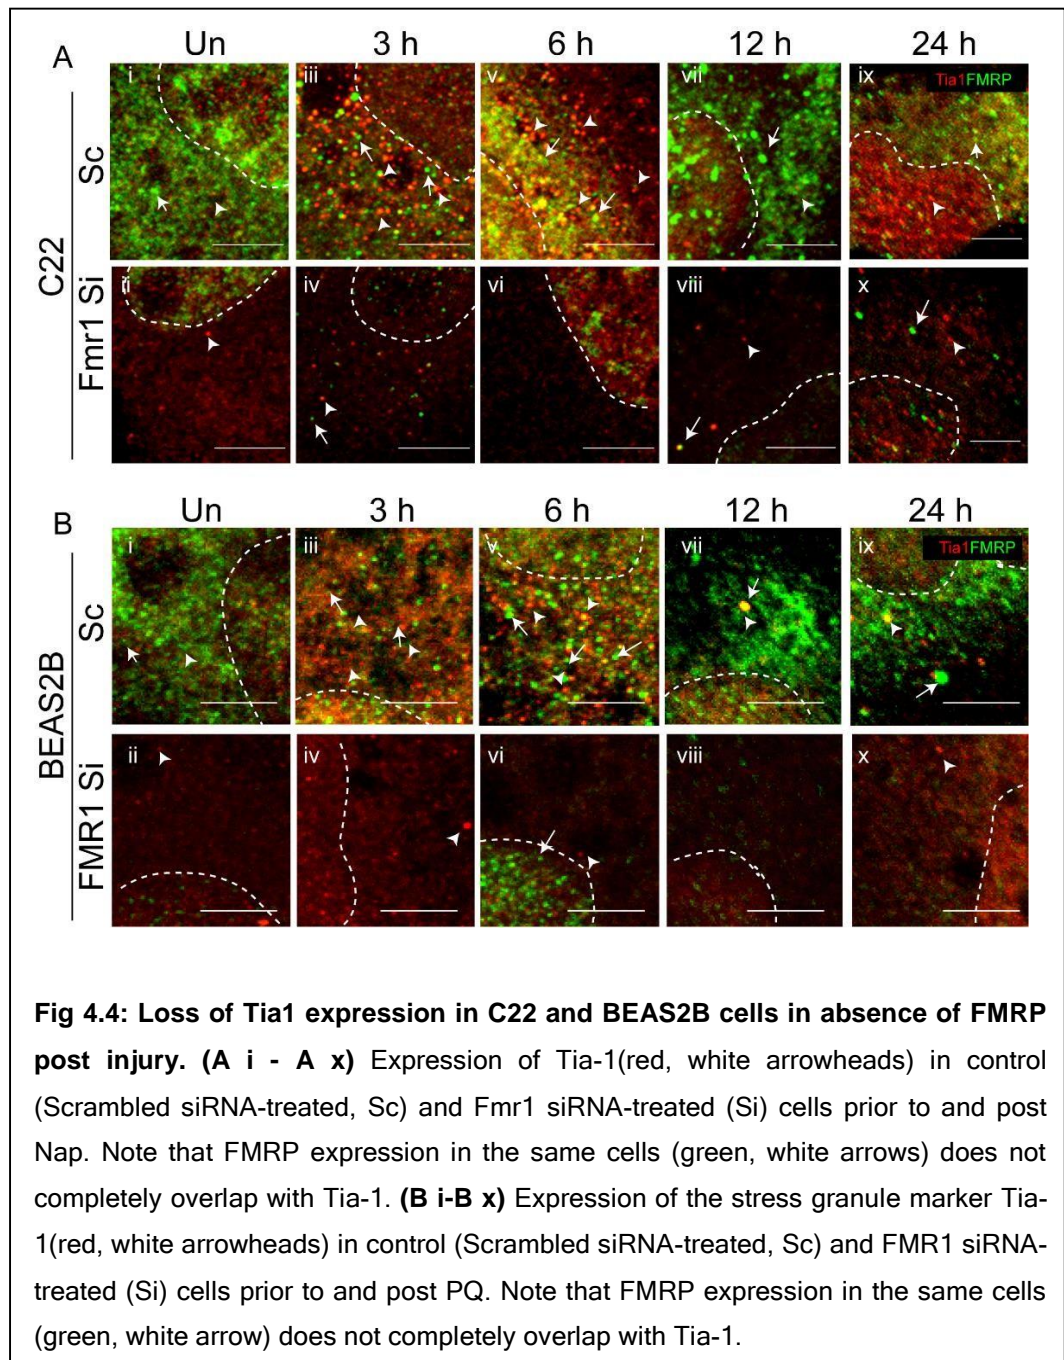 A
Un
3 h
6 h
12 h
24 h
C22
Sc
i
iii
v
vii
ix
Tia1FMRP
Fmr1 Si
ii
iv
vi
viii
x
B
Un
3 h
6 h
12 h
24 h
BEAS2B
Sc
i
iii
v
vii
ix
Tia1FMRP
FMR1 Si
ii
iv
vi
viii
x
Fig 4.4: Loss of Tia1 expression in C22 and BEAS2B cells in absence of FMRP
post injury. (A i - A x) Expression of Tia-1(red, white arrowheads) in control
(Scrambled siRNA-treated, Sc) and Fmr1 siRNA-treated (Si) cells prior to and post
Nap. Note that FMRP expression in the same cells (green, white arrows) does not
completely overlap with Tia-1. (B i-B x) Expression of the stress granule marker Tia-
1(red, white arrowheads) in control (Scrambled siRNA-treated, Sc) and FMR1 siRNA-
treated (Si) cells prior to and post PQ. Note that FMRP expression in the same cells
(green, white arrow) does not completely overlap with Tia-1.